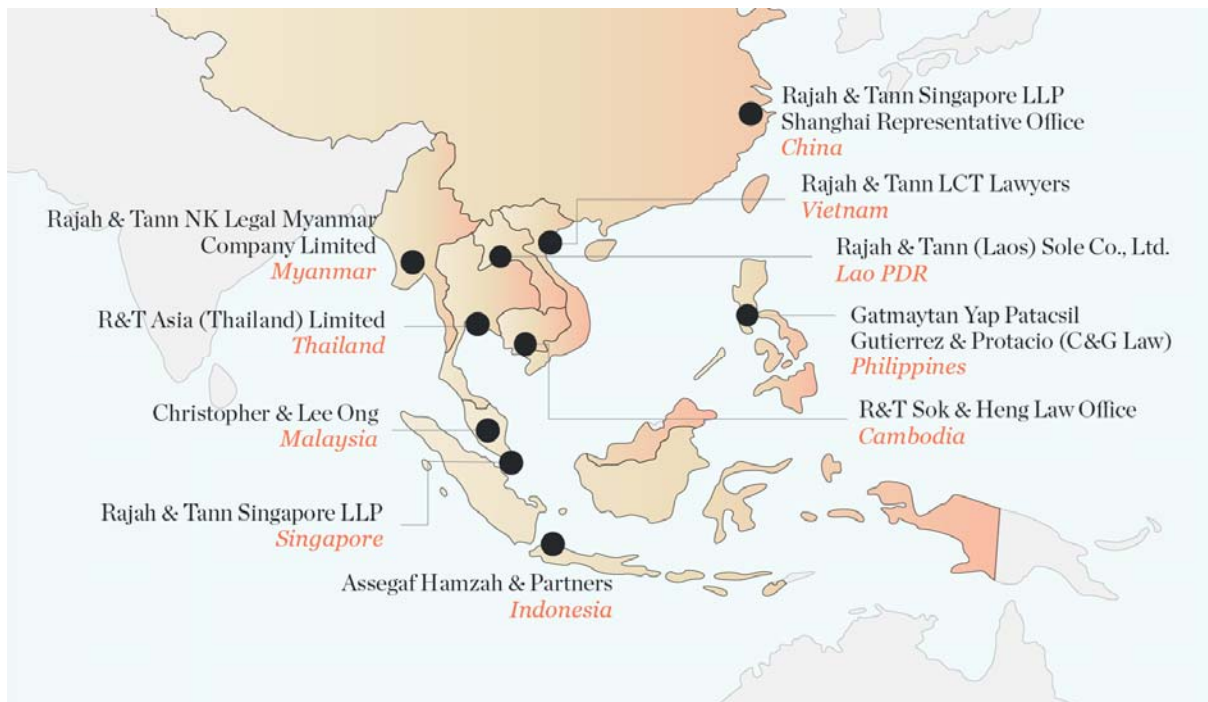 Rajah & Tann Singapore LLP
Shanghai Representative Office
China
Rajah & Tann LCT Lawyers
Vietnam
Rajah & Tann NK Legal Myanmar
Company Limited
Myanmar
Rajah & Tann (Laos) Sole Co., Ltd.
Lao PDR
R&T Asia (Thailand) Limited
Thailand
Gatmaytan Yap Patacsil
Gutierrez & Protacio (C&G Law)
Philippines
Christopher & Lee Ong
Malaysia
R&T Sok & Heng Law Office
Cambodia
Rajah & Tann Singapore LLP
Singapore
Assegaf Hamzah & Partners
Indonesia